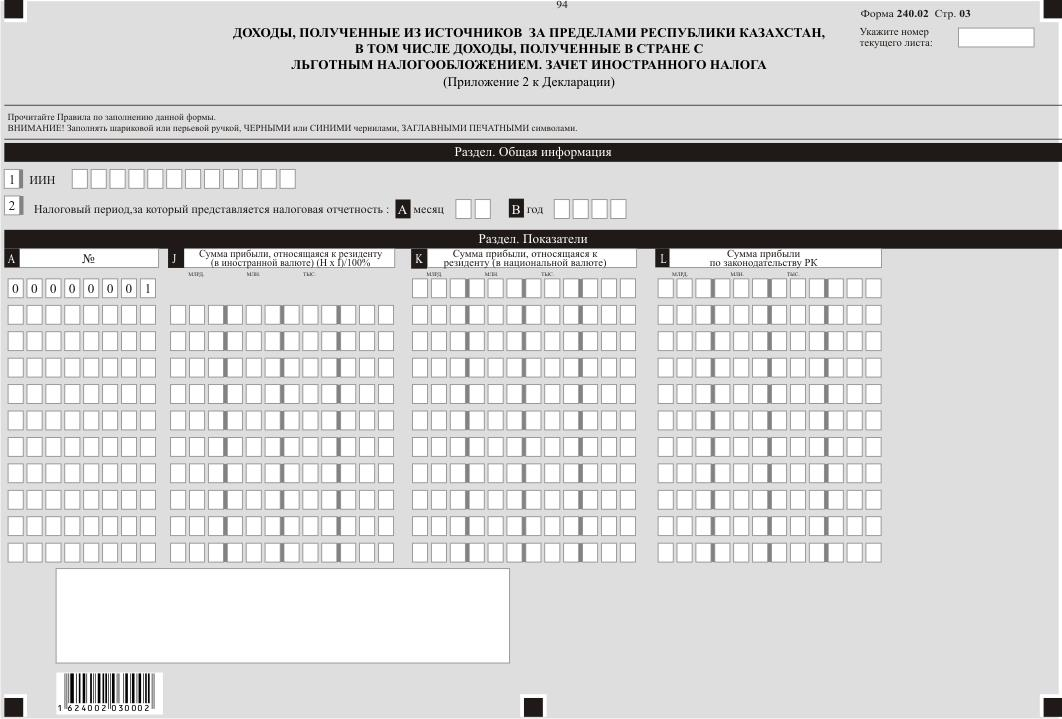 94
Форма 240.02 Стр. 03
ДОХОДЫ, ПОЛУЧЕННЫЕ ИЗ ИСТОЧНИКОВ ЗА ПРЕДЕЛАМИ РЕСПУБЛИКИ КАЗАХСТАН,
В ТОМ ЧИСЛЕ ДОХОДЫ, ПОЛУЧЕННЫЕ В СТРАНЕ С
ЛЬГОТНЫМ НАЛОГООБЛОЖЕНИЕМ. ЗАЧЕТ ИНОСТРАННОГО НАЛОГА
(Приложение 2 к Декларации)
Укажите номер
текущего листа:
Прочитайте Правила по заполнению данной формы.
ВНИМАНИЕ! Заполнять шариковой или перьевой ручкой, ЧЕРНЫМИ или СИНИМИ чернилами, ЗАГЛАВНЫМИ ПЕЧАТНЫМИ символами.
Раздел. Общая информация
1 ИИН
2 Налоговый период,за который представляется налоговая отчетность : A месяц B год
Раздел. Показатели
A №
J Сумма прибыли, относящаяся к резиденту
(в иностранной валюте) (H x I)/100%
K Сумма прибыли, относящаяся к
резиденту (в национальной валюте)
L Сумма прибыли
по законодательству РК
МЛРД. МЛН. ТЫС. МЛРД. МЛН. ТЫС. МЛРД. МЛН. ТЫС.
0 0 0 0 0 0 0 1
1 624002 030002